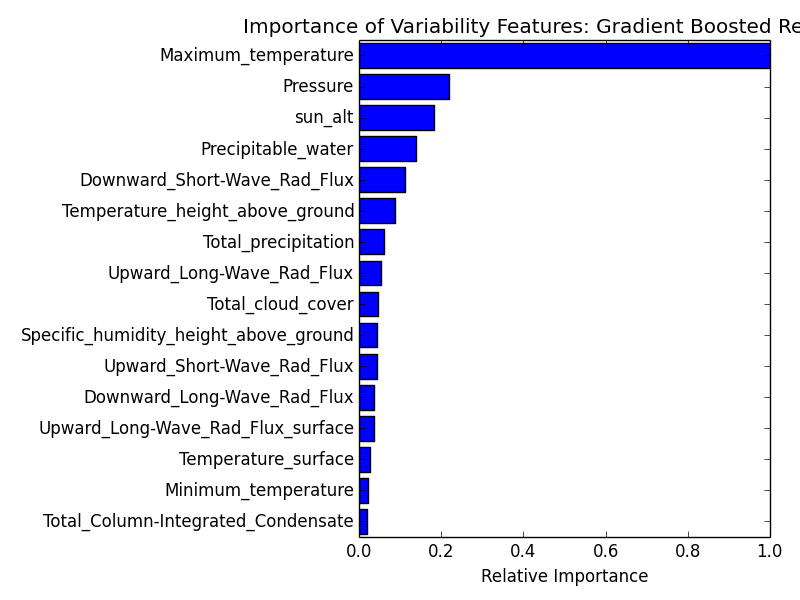 Importance of Variability Features: Gradient Boosted Re
Maximum_temperature
Pressure
sun_alt
Precipitable_water
Downward_Short-Wave_Rad_Flux
Temperature_height_above_ground
Total_precipitation
Upward_Long-Wave_Rad_Flux
Total_cloud_cover
Specific_humidity_height_above_ground
Upward_Short-Wave_Rad_Flux
Downward_Long-Wave_Rad_Flux
Upward_Long-Wave_Rad_Flux_surface
Temperature_surface
Minimum_temperature
Total_Column-Integrated_Condensate
0.0 0.2 0.4 0.6 0.8 1.0
Relative Importance